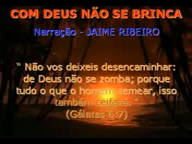 COM DEUS NÃO SE BRINCA
Narração - JAIME RIBEIRO
“ Não vos deixeis desencaminhar:
de Deus não se zomba; porque
tudo o que o homem semear, isso
também ceifará. ”
(Gálatas 6:7)